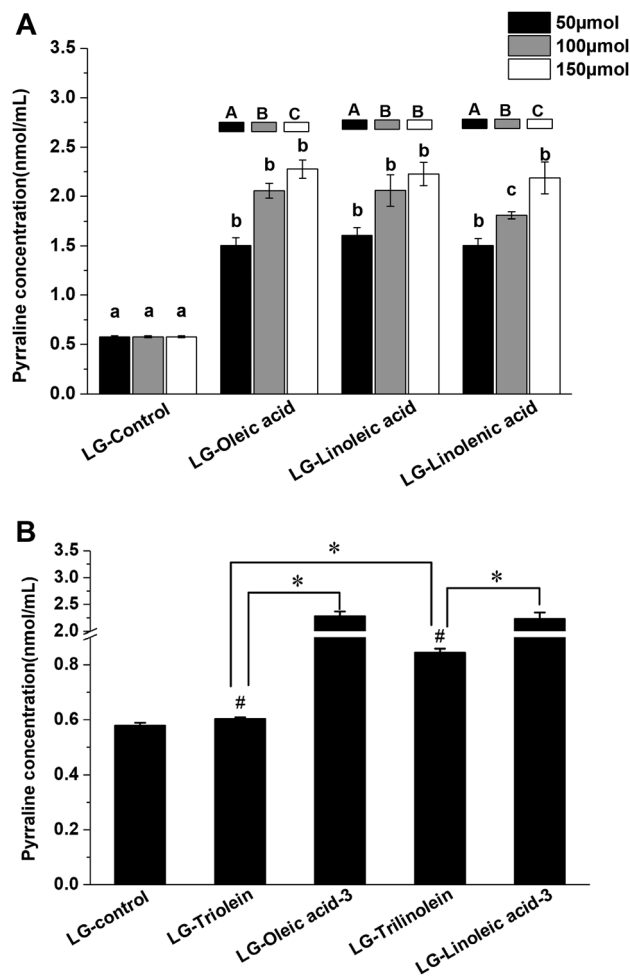 A
50µmol
100µmol
150µmol
Pyrraline concentration(nmol/mL)
3.5
3.0
2.5
2.0
1.5
1.0
0.5
0.0
A B C
A B B
A B C
a a a
b b b
b b b
b c b
LG-Control
LG-Oleic acid
LG-Linoleic acid
LG-Linolenic acid
B
Pyrraline concentration(nmol/mL)
3.5
3.0
2.5
2.0
0.8
0.6
0.4
0.2
0.0
*
* *
# #
LG-control
LG-Triolein
LG-Oleic acid-3
LG-Trilinolein
LG-Linoleic acid-3